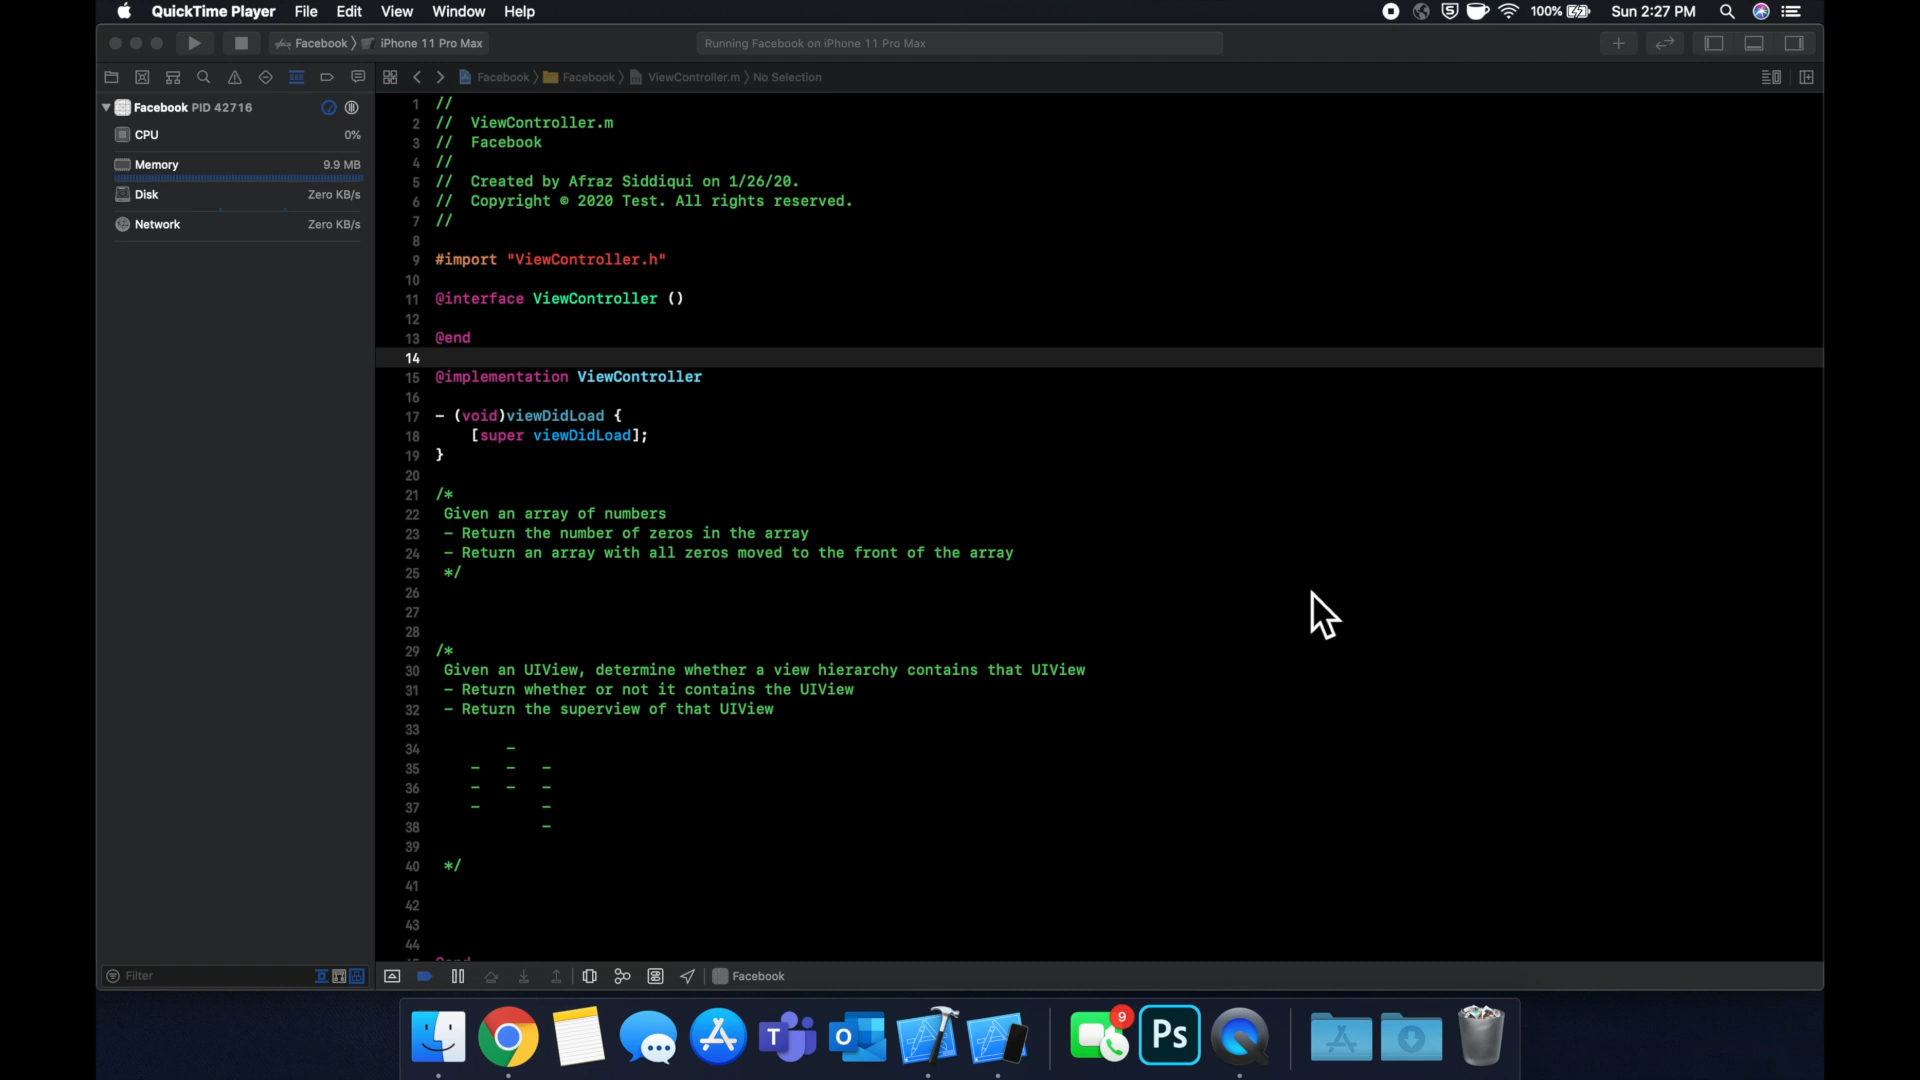 QuickTime Player File Edit View Window Help
100% Sun 2:27 PM
Facebook iPhone 11 Pro Max
Running Facebook on iPhone 11 Pro Max
Facebook Facebook ViewController.m No Selection
Facebook PID 42716
CPU 0%
Memory 9.9 MB
Disk Zero KB/s
Network Zero KB/s
1 //
2 // ViewController.m
3 // Facebook
4 //
5 // Created by Afraz Siddiqui on 1/26/20.
6 // Copyright © 2020 Test. All rights reserved.
7 //
8
9 #import "ViewController.h"
10
11 @interface ViewController ()
12
13 @end
14
15 @implementation ViewController
16
17 - (void)viewDidLoad {
18 [super viewDidLoad];
19 }
20
21 /*
22 Given an array of numbers
23 - Return the number of zeros in the array
24 - Return an array with all zeros moved to the front of the array
25 */
26
27
28
29 /*
30 Given an UIView, determine whether a view hierarchy contains that UIView
31 - Return whether or not it contains the UIView
32 - Return the superview of that UIView
33
34 -
35 - - -
36 - - -
37 - -
38 -
39
40 */
41
42
43
44
Filter
Facebook
9
Ps